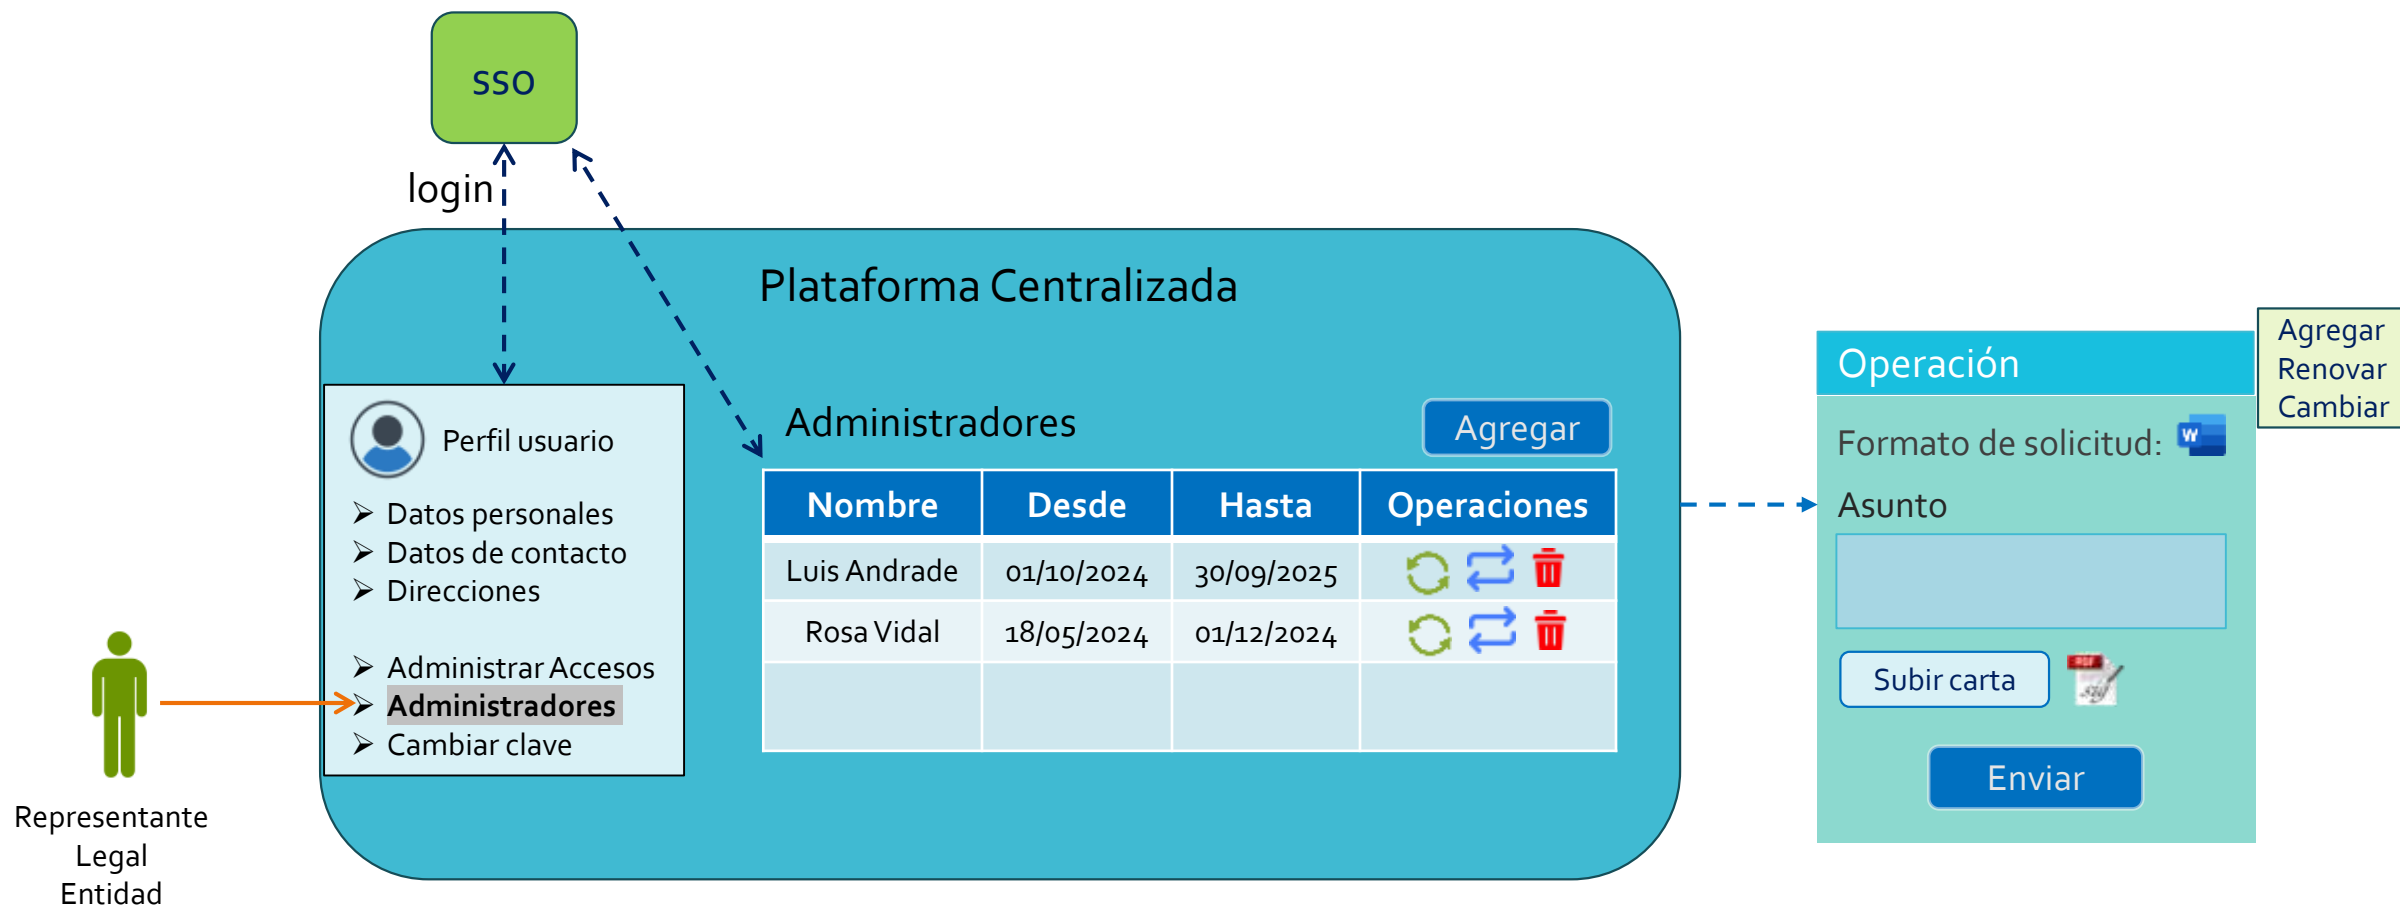 sso
login
Plataforma Centralizada
Perfil usuario
Datos personales
Datos de contacto
Direcciones
Administrar Accesos
Administradores
Cambiar clave
Representante
Legal
Entidad
Administradores
Agregar
Nombre Desde Hasta Operaciones
Luis Andrade 01/10/2024 30/09/2025
Rosa Vidal 18/05/2024 01/12/2024
Operación
Agregar
Renovar
Cambiar
Formato de solicitud:
W
Asunto
Subir carta
PDF
Enviar